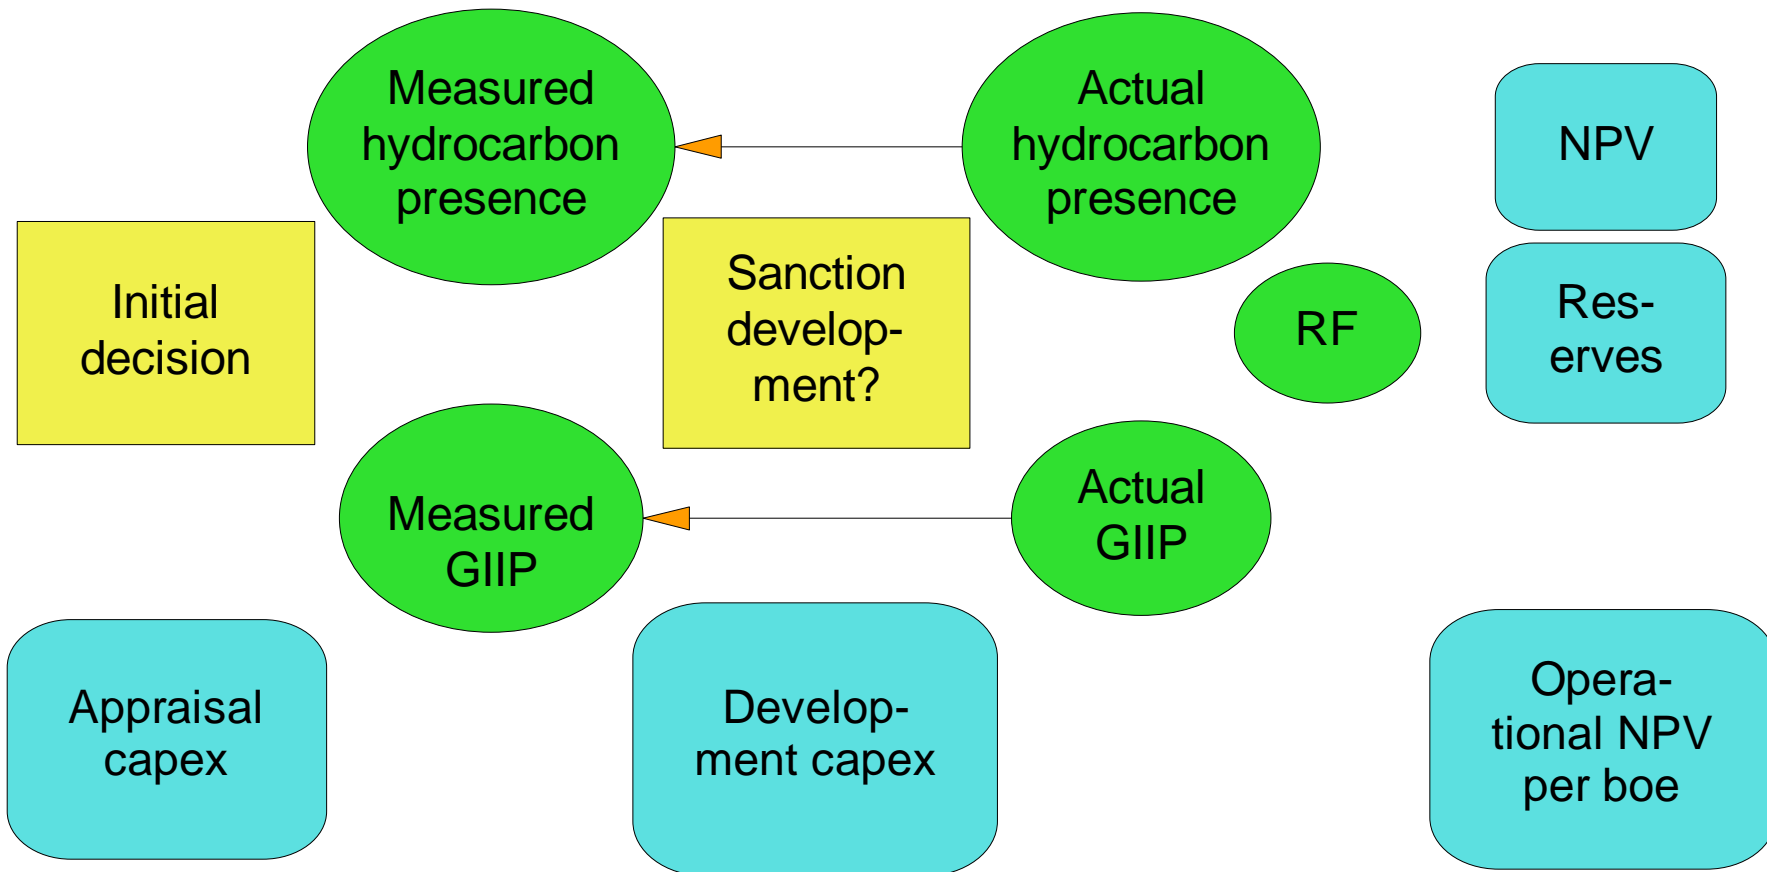 Measured
hydrocarbon
presence
Actual
hydrocarbon
presence
NPV
Initial
decision
Sanction
develop-
ment?
RF
Res-
erves
Measured
GIIP
Actual
GIIP
Appraisal
capex
Develop-
ment capex
Opera-
tional NPV
per boe